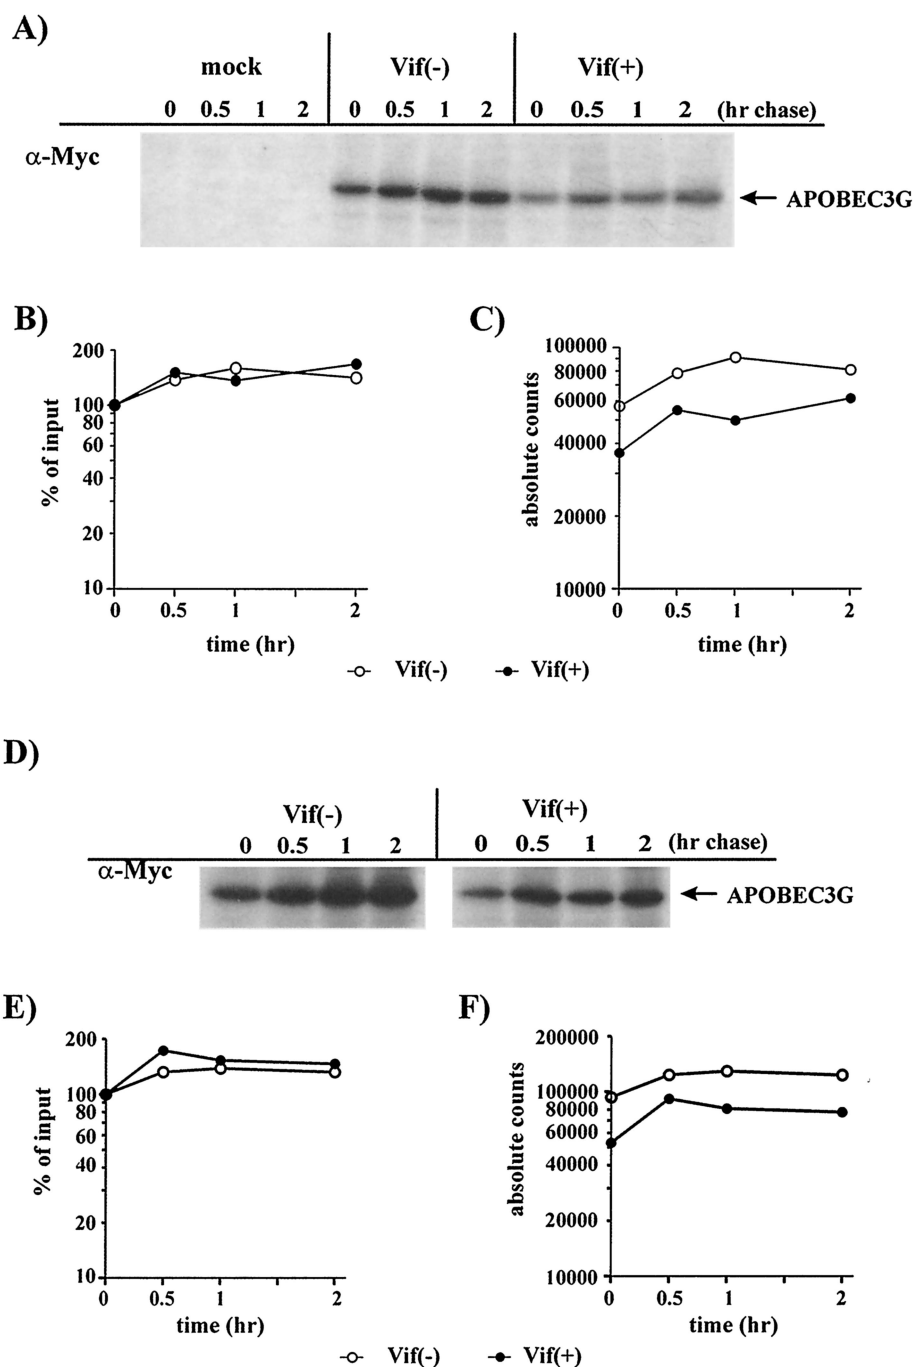 A)
mock Vif(-) Vif(+)
0 0.5 1 2 0 0.5 1 2 0 0.5 1 2 (hr chase)
α-Myc
APOBEC3G
B)
200
100
80
60
40
20
10
% of input
0 0.5 1 2
time (hr)
C)
100000
80000
60000
40000
20000
10000
absolute counts
0 0.5 1 2
time (hr)
Vif(-) Vif(+)
D)
Vif(-) Vif(+)
0 0.5 1 2 0 0.5 1 2 (hr chase)
α-Myc
APOBEC3G
E)
200
100
80
60
40
20
10
% of input
0 0.5 1 2
time (hr)
F)
200000
100000
80000
60000
40000
20000
10000
absolute counts
0 0.5 1 2
time (hr)
Vif(-) Vif(+)